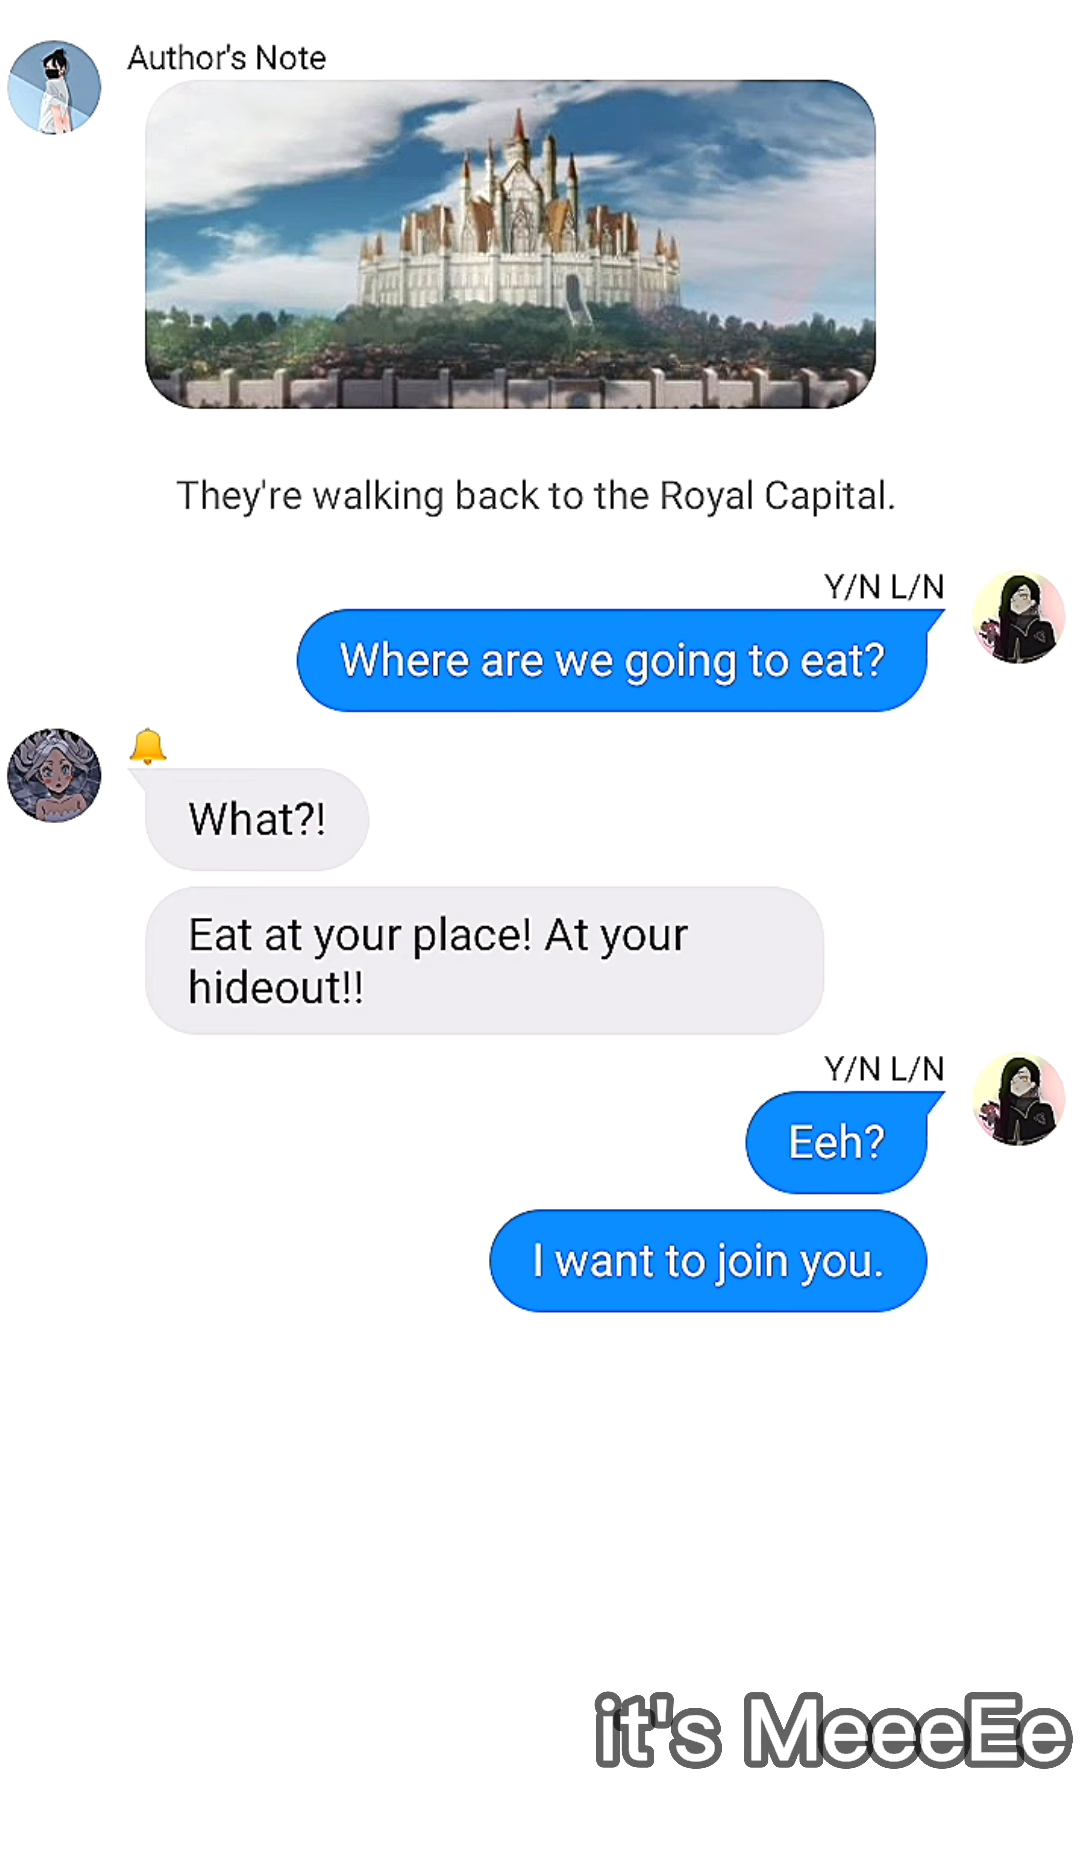 Author's Note
They're walking back to the Royal Capital.
Y/N L/N
Where are we going to eat?
🔔
What?!
Eat at your place! At your
hideout!!
Y/N L/N
Eeh?
I want to join you.
it's MeeeEe